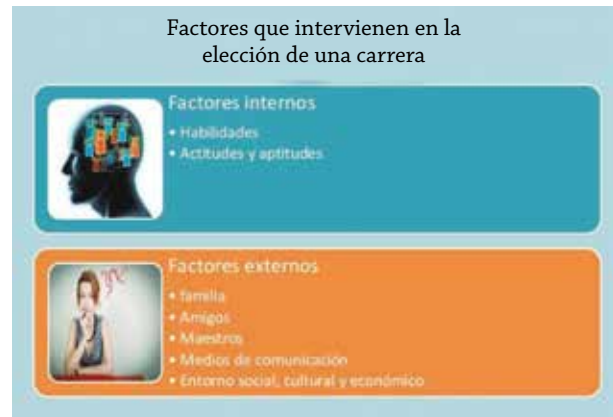 Factores que intervienen en la
elección de una carrera
Factores internos
• Habilidades
• Actitudes y aptitudes
Factores externos
• familia
• Amigos
• Maestros
• Medios de comunicación
• Entorno social, cultural y económico